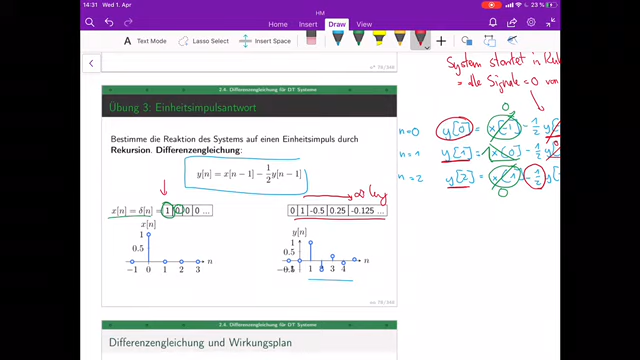 14:31 Wed 1. Apr
23 %
HM
Home Insert Draw View
A Text Mode Lasso Select Insert Space
2.4. Differenzengleichung für DT Systeme
Übung 3: Einheitsimpulsantwort
Bestimme die Reaktion des Systems auf einen Einheitsimpuls durch
Rekursion. Differenzengleichung:
y[n] = x[n − 1] − 1/2 y[n − 1]
∞ lang
x[n] = δ[n] = 1 0 0 0 ...
0 1 -0.5 0.25 -0.125 ...
x[n]
1
0.5
−1 0 1 2 3 n
y[n]
1
0.5
1 3 4 n
System startet in
= alle Signale = 0 von
0
n=0 y[0] = x[-1] − 1/2 y[
n=1 y[1] = x[0] − 1/2 y[
n=2 y[2] = x[1] − 1/2 y[
0
2.4. Differenzengleichung für DT Systeme
Differenzengleichung und Wirkungsplan